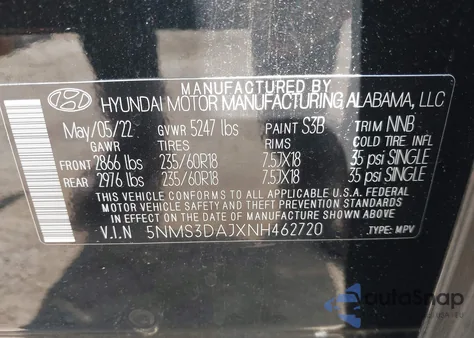 MANUFACTURED BY
HYUNDAI MOTOR MANUFACTURING ALABAMA, LLC
May/05/22 GVWR 5247 lbs PAINT S3B TRIM NNB
GAWR TIRES RIMS COLD TIRE INFL
FRONT 2866 lbs 235/60R18 7.5JX18 35 psi SINGLE
REAR 2976 lbs 235/60R18 7.5JX18 35 psi SINGLE
THIS VEHICLE CONFORMS TO ALL APPLICABLE U.S.A. FEDERAL
MOTOR VEHICLE SAFETY AND THEFT PREVENTION STANDARDS
IN EFFECT ON THE DATE OF MANUFACTURE SHOWN ABOVE.
V.I.N 5NMS3DAJXNH462720 TYPE: MPV
autoSnap